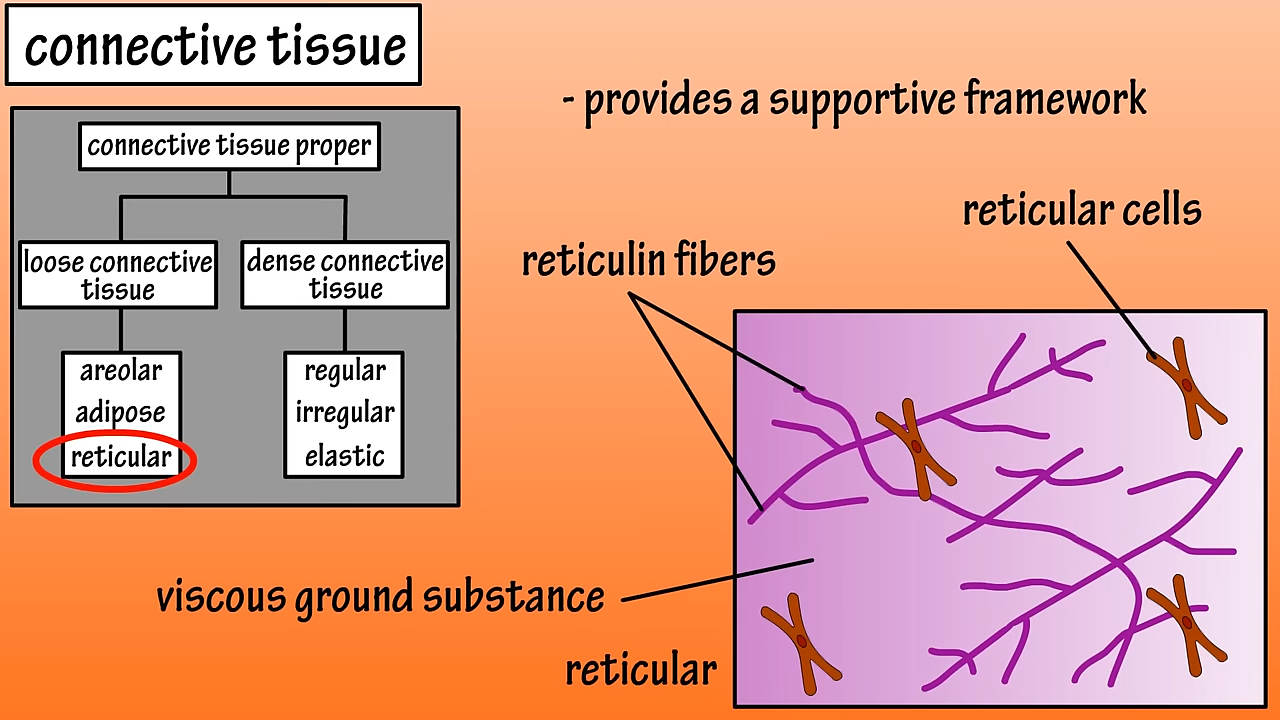 connective tissue
- provides a supportive framework
connective tissue proper
loose connective
tissue
dense connective
tissue
areolar
adipose
reticular
regular
irregular
elastic
reticular cells
reticulin fibers
viscous ground substance
reticular